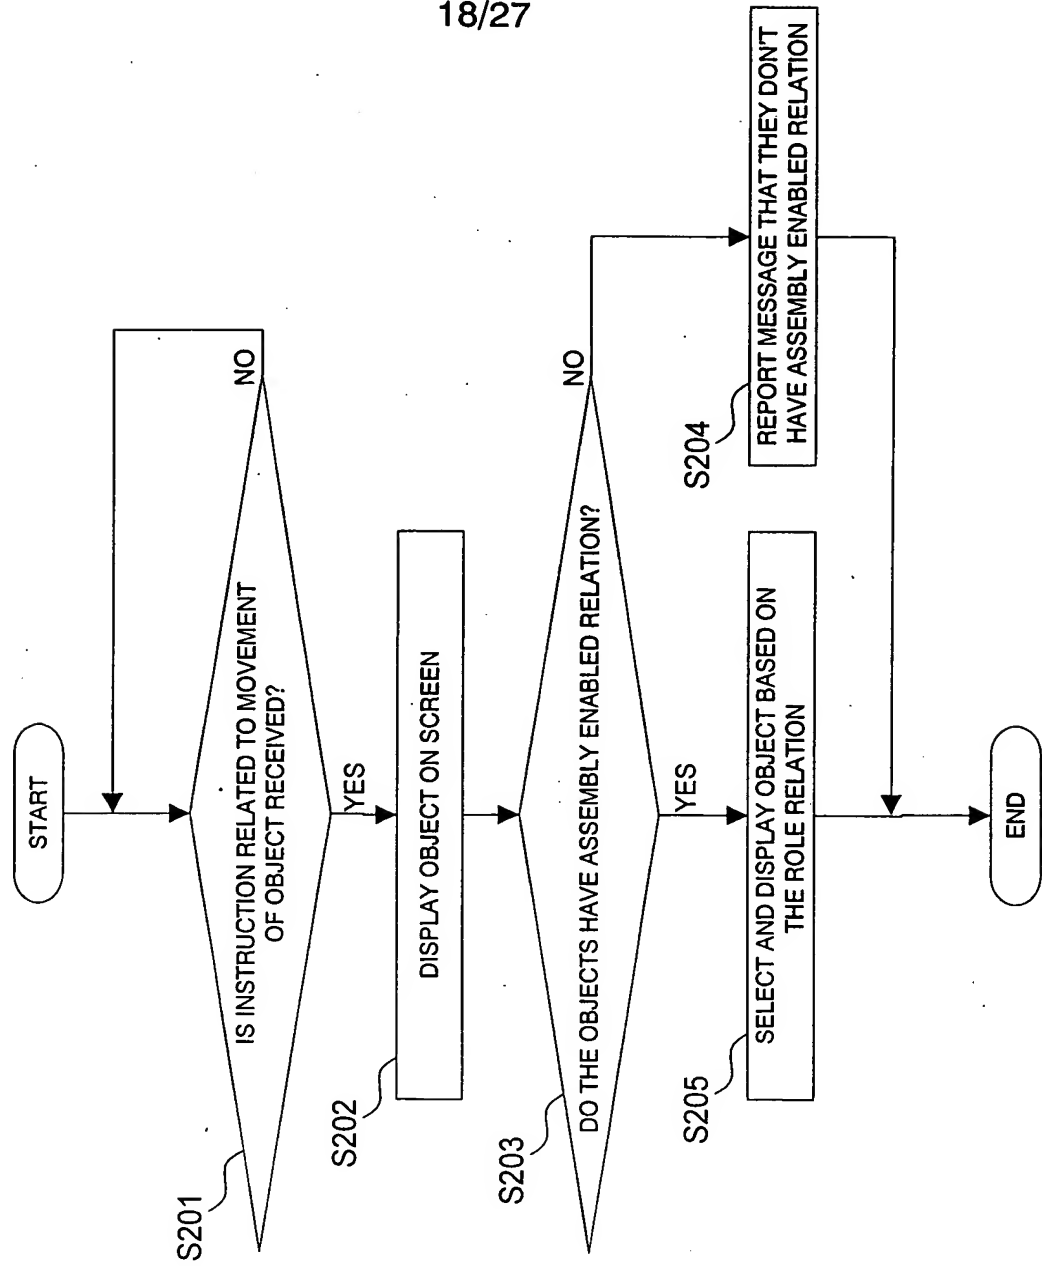 18/27
START
S201
IS INSTRUCTION RELATED TO MOVEMENT
OF OBJECT RECEIVED?
NO
YES
S202
DISPLAY OBJECT ON SCREEN
S203
DO THE OBJECTS HAVE ASSEMBLY ENABLED RELATION?
NO
YES
S204
REPORT MESSAGE THAT THEY DON'T
HAVE ASSEMBLY ENABLED RELATION
S205
SELECT AND DISPLAY OBJECT BASED ON
THE ROLE RELATION
END